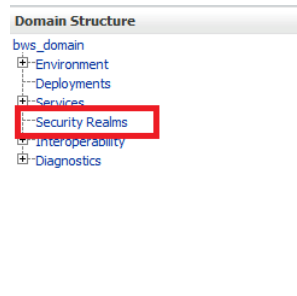 Domain Structure
bws_domain
Environment
Deployments
Services
Security Realms
Interoperability
Diagnostics